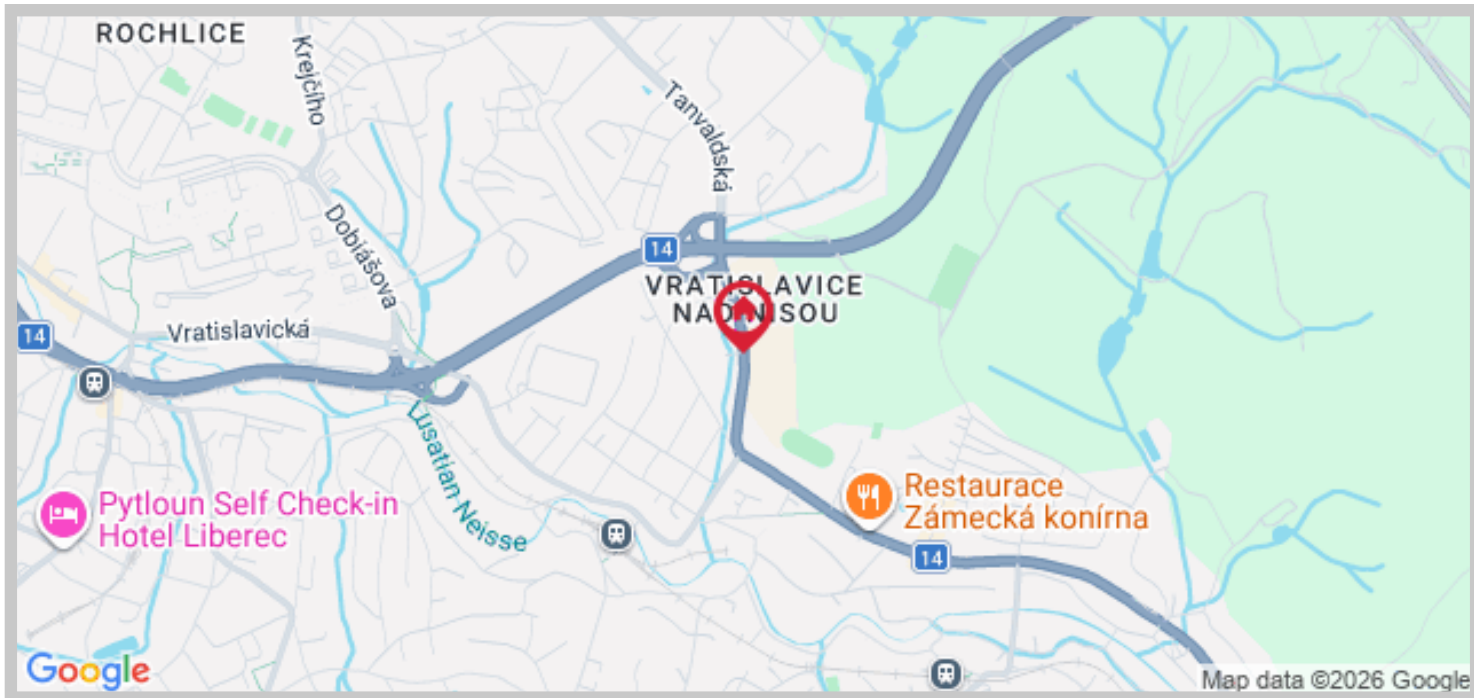 ROCHLICE
Krejčího
Tanvaldská
Dobiášova
14
VRATISLAVICE
NAD NISOU
Vratislavická
14
Lusatian Neisse
Pytloun Self Check-in
Hotel Liberec
Restaurace
Zámecká konírna
14
Google
Map data ©2026 Google